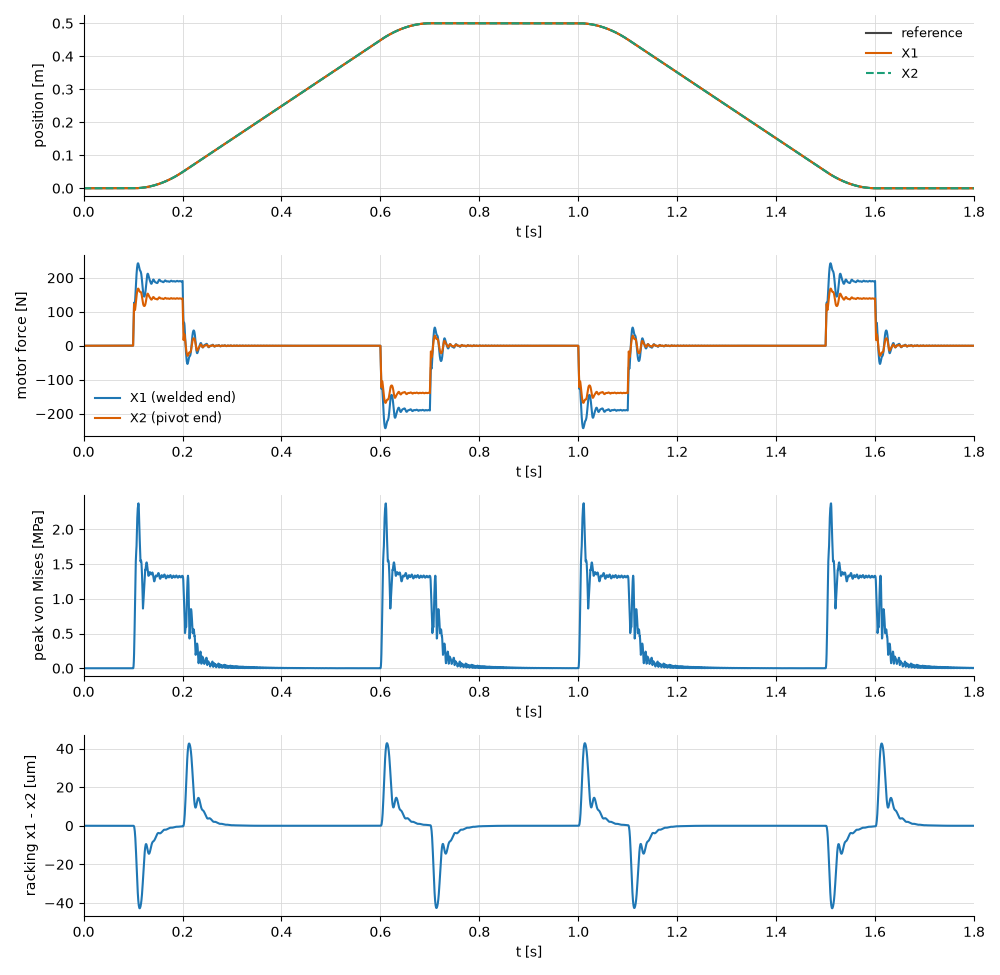 position [m]
0.5
0.4
0.3
0.2
0.1
0.0
reference
X1
X2
0.0 0.2 0.4 0.6 0.8 1.0 1.2 1.4 1.6 1.8
t [s]
motor force [N]
200
100
0
−100
−200
X1 (welded end)
X2 (pivot end)
0.0 0.2 0.4 0.6 0.8 1.0 1.2 1.4 1.6 1.8
t [s]
peak von Mises [MPa]
2.0
1.5
1.0
0.5
0.0
0.0 0.2 0.4 0.6 0.8 1.0 1.2 1.4 1.6 1.8
t [s]
racking x1 - x2 [um]
40
20
0
−20
−40
0.0 0.2 0.4 0.6 0.8 1.0 1.2 1.4 1.6 1.8
t [s]